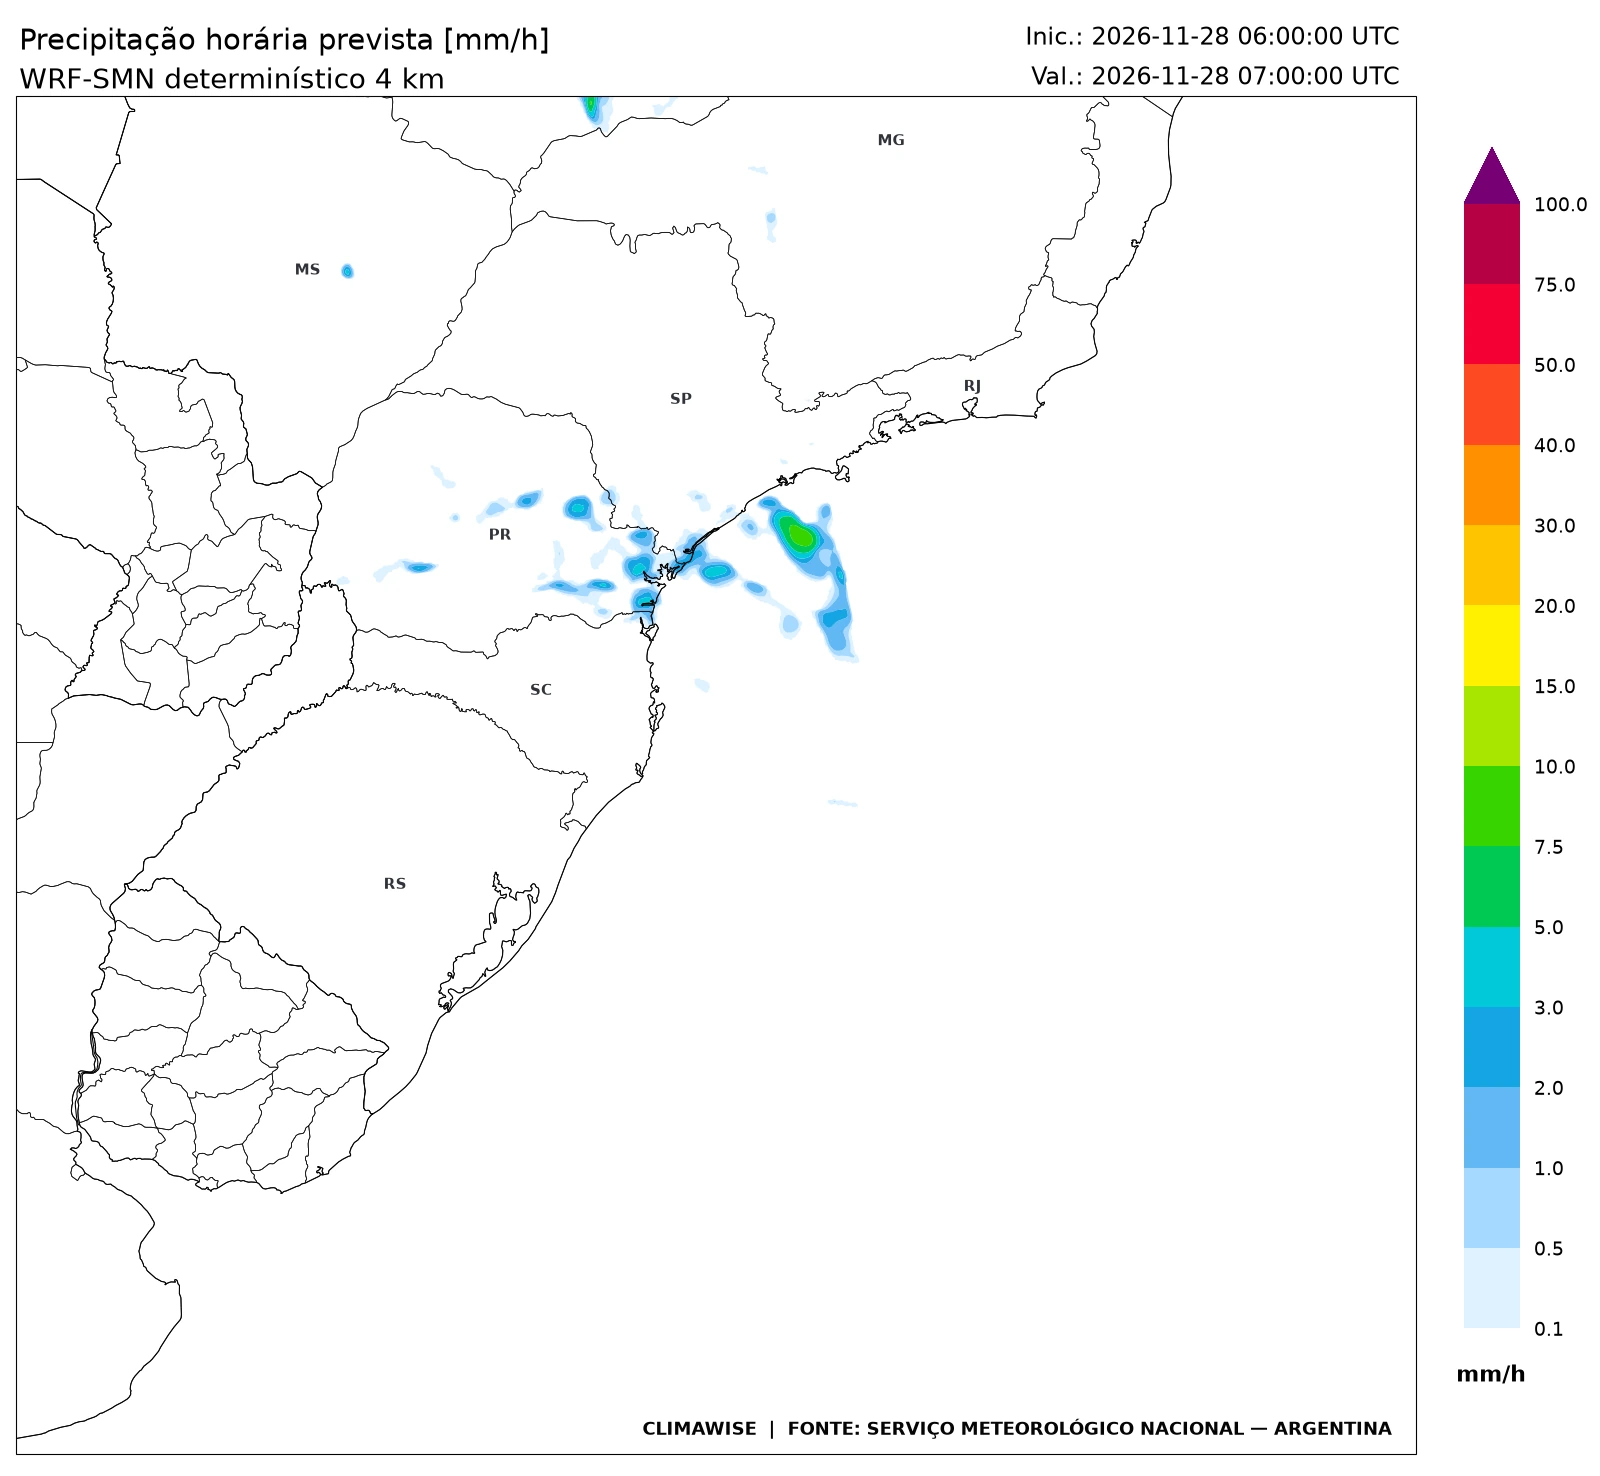 Precipitação horária prevista [mm/h]
WRF-SMN determinístico 4 km
Inic.: 2026-11-28 06:00:00 UTC
Val.: 2026-11-28 07:00:00 UTC
MG
MS
RJ
SP
PR
SC
RS
100.0
75.0
50.0
40.0
30.0
20.0
15.0
10.0
7.5
5.0
3.0
2.0
1.0
0.5
0.1
mm/h
CLIMAWISE | FONTE: SERVIÇO METEOROLÓGICO NACIONAL — ARGENTINA